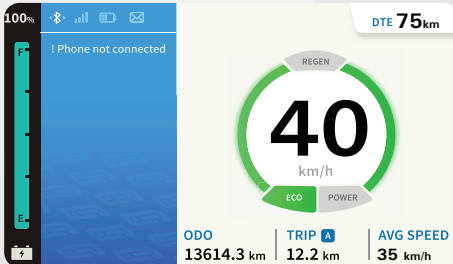 100%
F
E
! Phone not connected
DTE 75km
REGEN
40
km/h
ECO POWER
ODO
13614.3 km
TRIP A
12.2 km
AVG SPEED
35 km/h